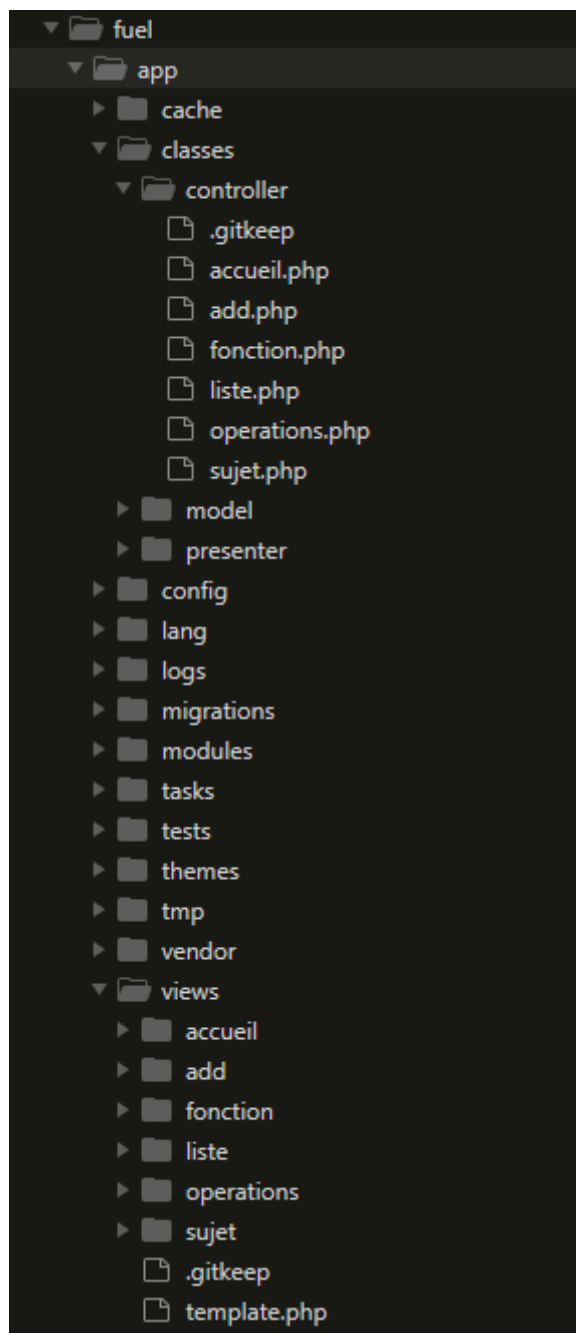 fuel
app
cache
classes
controller
.gitkeep
accueil.php
add.php
fonction.php
liste.php
operations.php
sujet.php
model
presenter
config
lang
logs
migrations
modules
tasks
tests
themes
tmp
vendor
views
accueil
add
fonction
liste
operations
sujet
.gitkeep
template.php